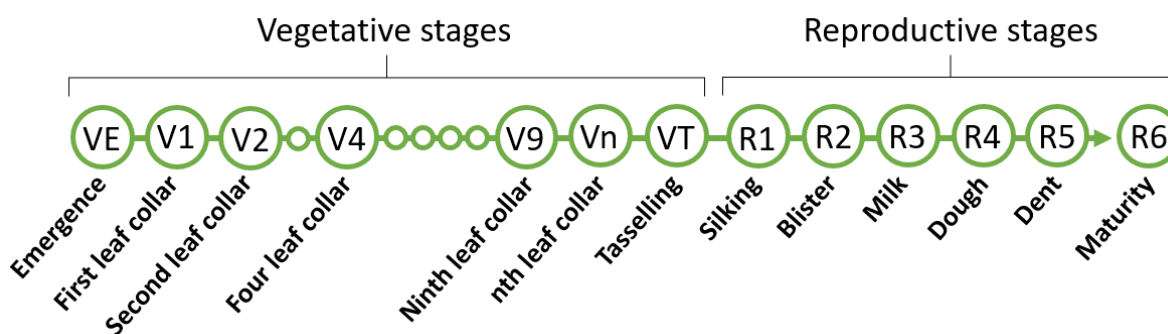 Vegetative stages
Reproductive stages
VE
V1
V2
V4
V9
Vn
VT
R1
R2
R3
R4
R5
R6
Emergence
First leaf collar
Second leaf collar
Four leaf collar
Ninth leaf collar
nth leaf collar
Tasselling
Silking
Blister
Milk
Dough
Dent
Maturity